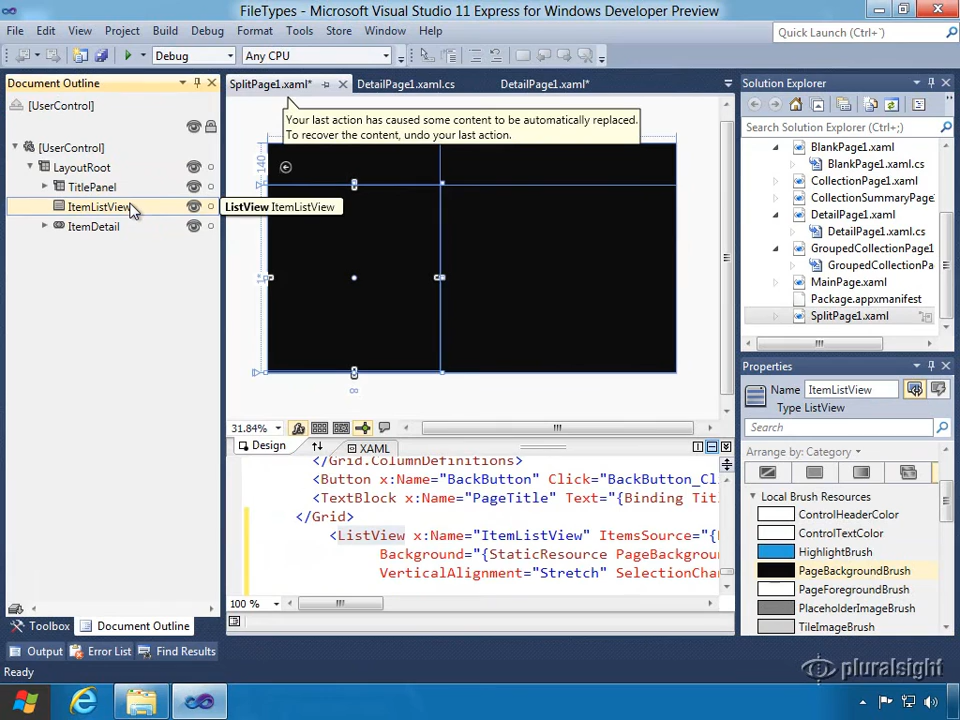 FileTypes - Microsoft Visual Studio 11 Express for Windows Developer Preview
File Edit View Project Build Debug Format Tools Store Window Help
Quick Launch (Ctrl+)
Debug Any CPU
Document Outline
[UserControl]
[UserControl]
LayoutRoot
TitlePanel
ItemListView
ItemDetail
ListView ItemListView
SplitPage1.xaml* DetailPage1.xaml.cs DetailPage1.xaml*
Your last action has caused some content to be automatically replaced.
To recover the content, undo your last action.
140
1*
∞
31.84%
Design XAML
</Grid.ColumnDefinitions>
<Button x:Name="BackButton" Click="BackButton_Cl
<TextBlock x:Name="PageTitle" Text="{Binding Titl
</Grid>
<ListView x:Name="ItemListView" ItemsSource="{
Background="{StaticResource PageBackgrou
VerticalAlignment="Stretch" SelectionCha
100 %
Solution Explorer
Search Solution Explorer (Ctrl+)
BlankPage1.xaml
BlankPage1.xaml.cs
CollectionPage1.xaml
CollectionSummaryPage
DetailPage1.xaml
DetailPage1.xaml.cs
GroupedCollectionPage1
GroupedCollectionPa
MainPage.xaml
Package.appxmanifest
SplitPage1.xaml
Properties
Name ItemListView
Type ListView
Search
Arrange by: Category
Local Brush Resources
ControlHeaderColor
ControlTextColor
HighlightBrush
PageBackgroundBrush
PageForegroundBrush
PlaceholderImageBrush
TileImageBrush
Toolbox Document Outline
Output Error List Find Results
Ready
pluralsight